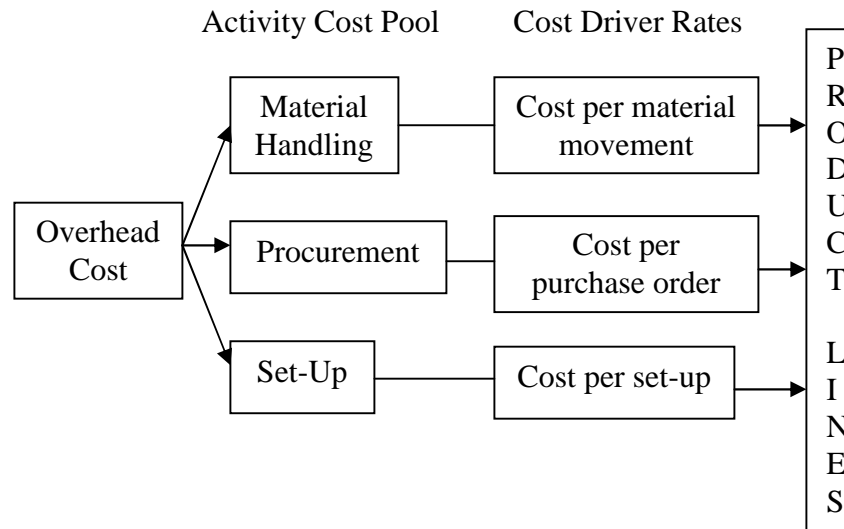 Activity Cost Pool
Cost Driver Rates
Material
Handling
Cost per material
movement
Overhead
Cost
Procurement
Cost per
purchase order
Set-Up
Cost per set-up
P
R
O
D
U
C
T
L
I
N
E
S